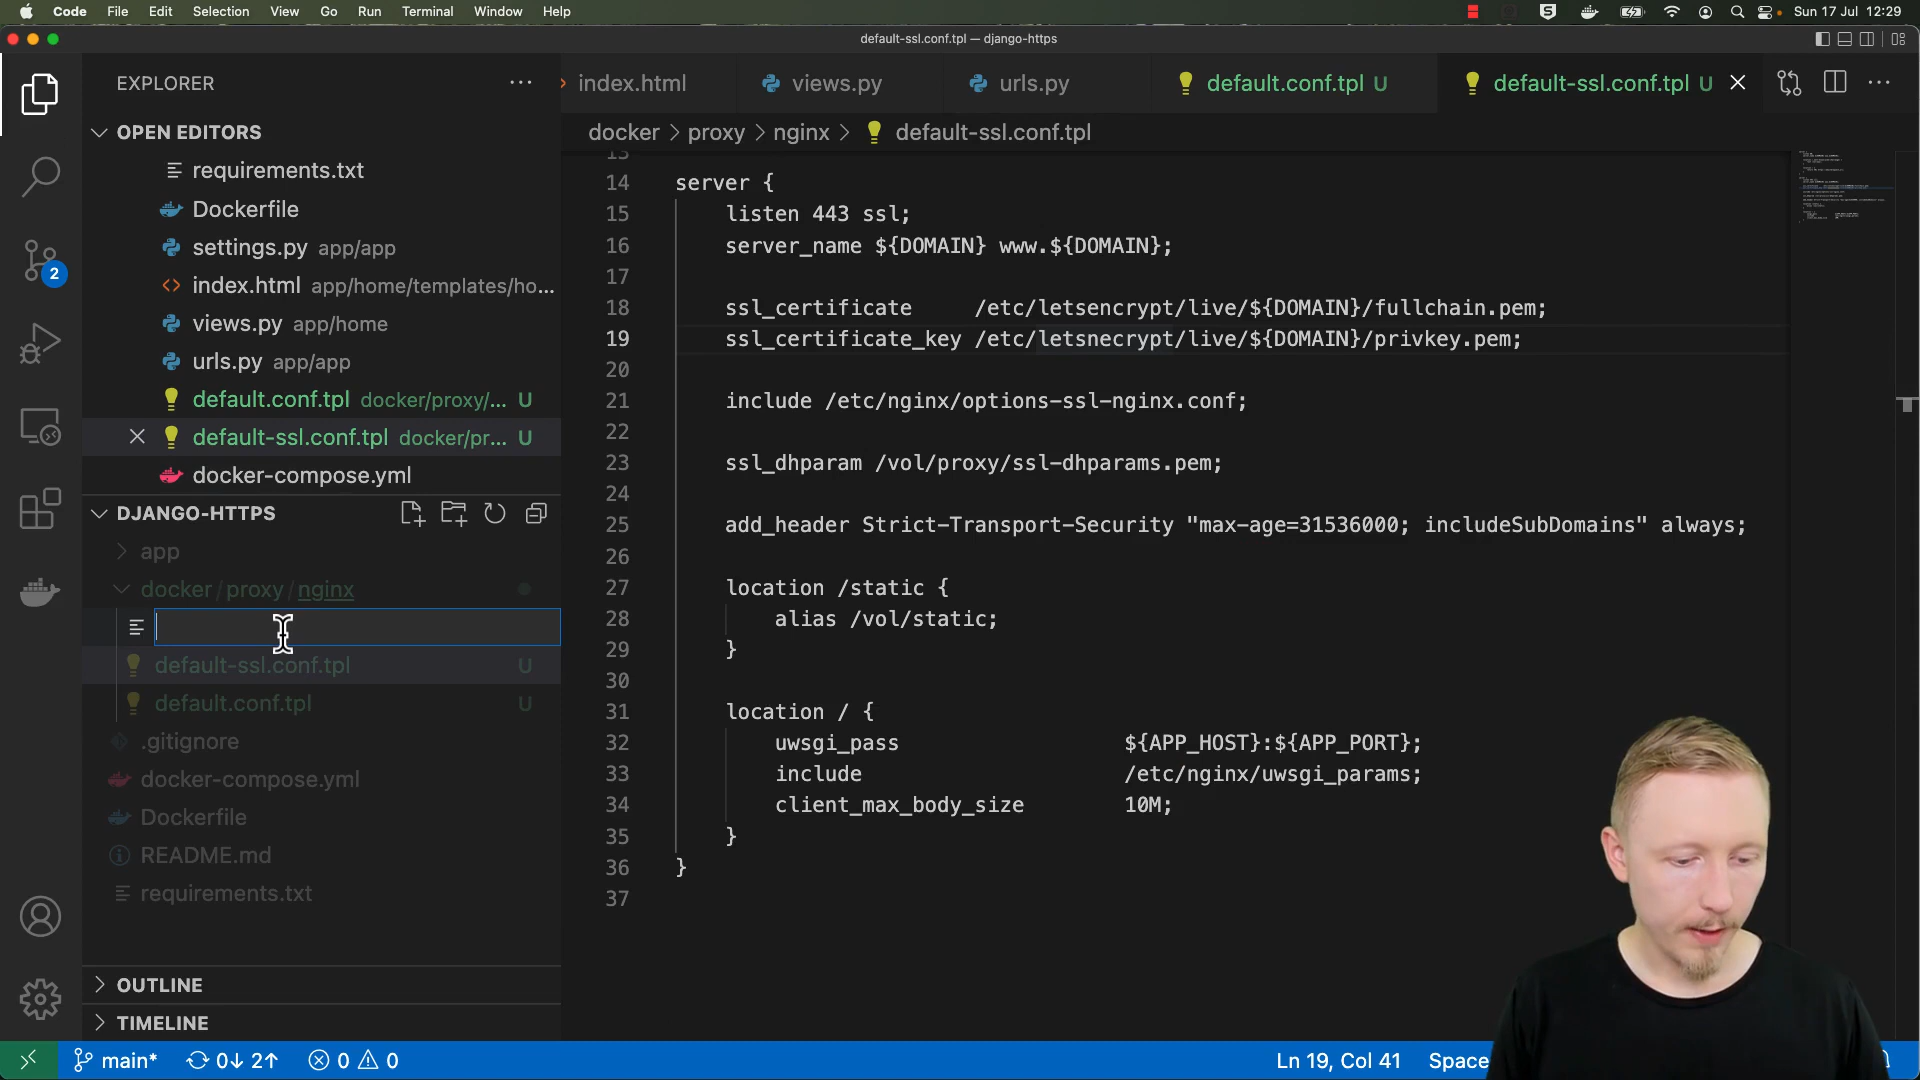 Code File Edit Selection View Go Run Terminal Window Help Sun 17 Jul 12:29
default-ssl.conf.tpl — django-https
EXPLORER
OPEN EDITORS
requirements.txt
Dockerfile
settings.py app/app
index.html app/home/templates/ho...
views.py app/home
urls.py app/app
default.conf.tpl docker/proxy/... U
default-ssl.conf.tpl docker/pr... U
docker-compose.yml
DJANGO-HTTPS
app
docker / proxy / nginx
default-ssl.conf.tpl U
default.conf.tpl U
.gitignore
docker-compose.yml
Dockerfile
README.md
requirements.txt
OUTLINE
TIMELINE
2
index.html views.py urls.py default.conf.tpl U default-ssl.conf.tpl U
docker > proxy > nginx > default-ssl.conf.tpl
13
14 server {
15 listen 443 ssl;
16 server_name ${DOMAIN} www.${DOMAIN};
17
18 ssl_certificate /etc/letsencrypt/live/${DOMAIN}/fullchain.pem;
19 ssl_certificate_key /etc/letsnecrypt/live/${DOMAIN}/privkey.pem;
20
21 include /etc/nginx/options-ssl-nginx.conf;
22
23 ssl_dhparam /vol/proxy/ssl-dhparams.pem;
24
25 add_header Strict-Transport-Security "max-age=31536000; includeSubDomains" always;
26
27 location /static {
28 alias /vol/static;
29 }
30
31 location / {
32 uwsgi_pass ${APP_HOST}:${APP_PORT};
33 include /etc/nginx/uwsgi_params;
34 client_max_body_size 10M;
35 }
36 }
37
main* 0↓ 2↑ 0 0 Ln 19, Col 41 Space